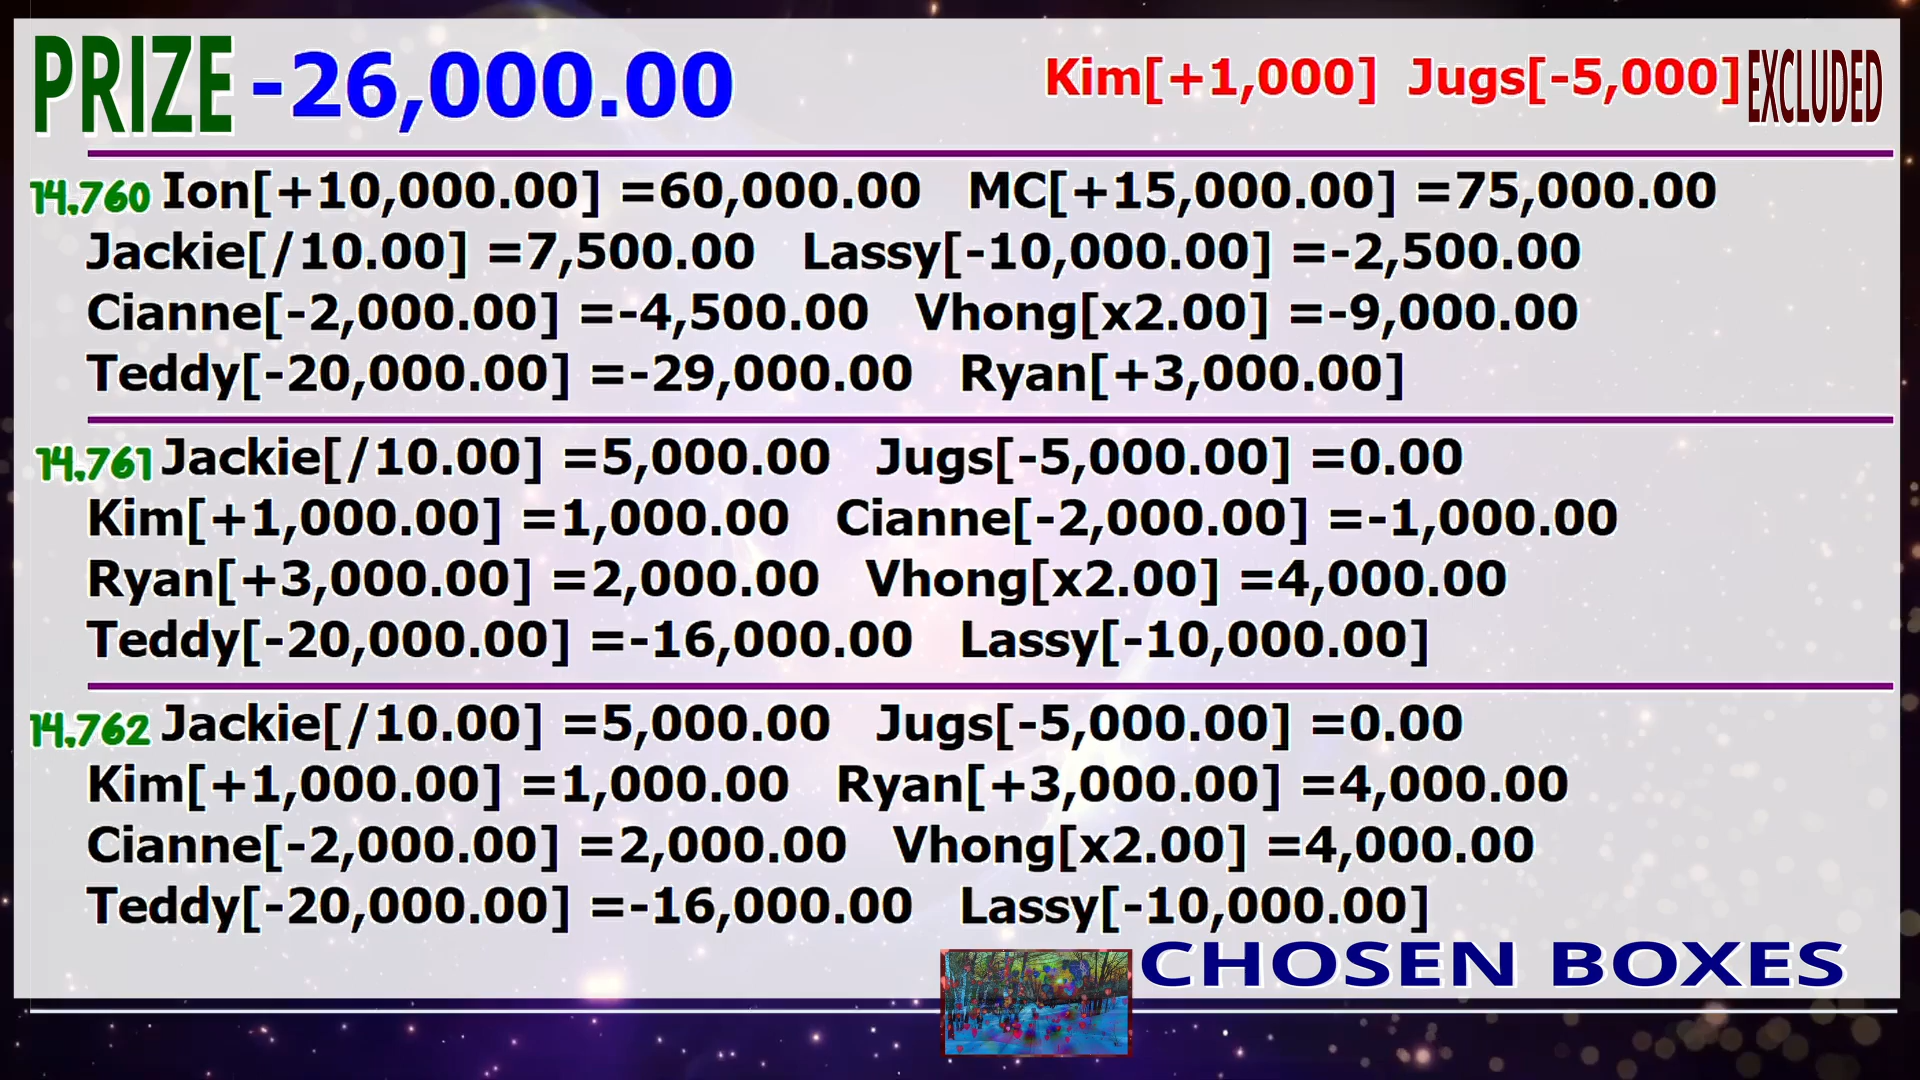 PRIZE -26,000.00 Kim[+1,000] Jugs[-5,000] EXCLUDED
14,760 Ion[+10,000.00] =60,000.00 MC[+15,000.00] =75,000.00
Jackie[/10.00] =7,500.00 Lassy[-10,000.00] =-2,500.00
Cianne[-2,000.00] =-4,500.00 Vhong[x2.00] =-9,000.00
Teddy[-20,000.00] =-29,000.00 Ryan[+3,000.00]
14,761 Jackie[/10.00] =5,000.00 Jugs[-5,000.00] =0.00
Kim[+1,000.00] =1,000.00 Cianne[-2,000.00] =-1,000.00
Ryan[+3,000.00] =2,000.00 Vhong[x2.00] =4,000.00
Teddy[-20,000.00] =-16,000.00 Lassy[-10,000.00]
14,762 Jackie[/10.00] =5,000.00 Jugs[-5,000.00] =0.00
Kim[+1,000.00] =1,000.00 Ryan[+3,000.00] =4,000.00
Cianne[-2,000.00] =2,000.00 Vhong[x2.00] =4,000.00
Teddy[-20,000.00] =-16,000.00 Lassy[-10,000.00]
CHOSEN BOXES